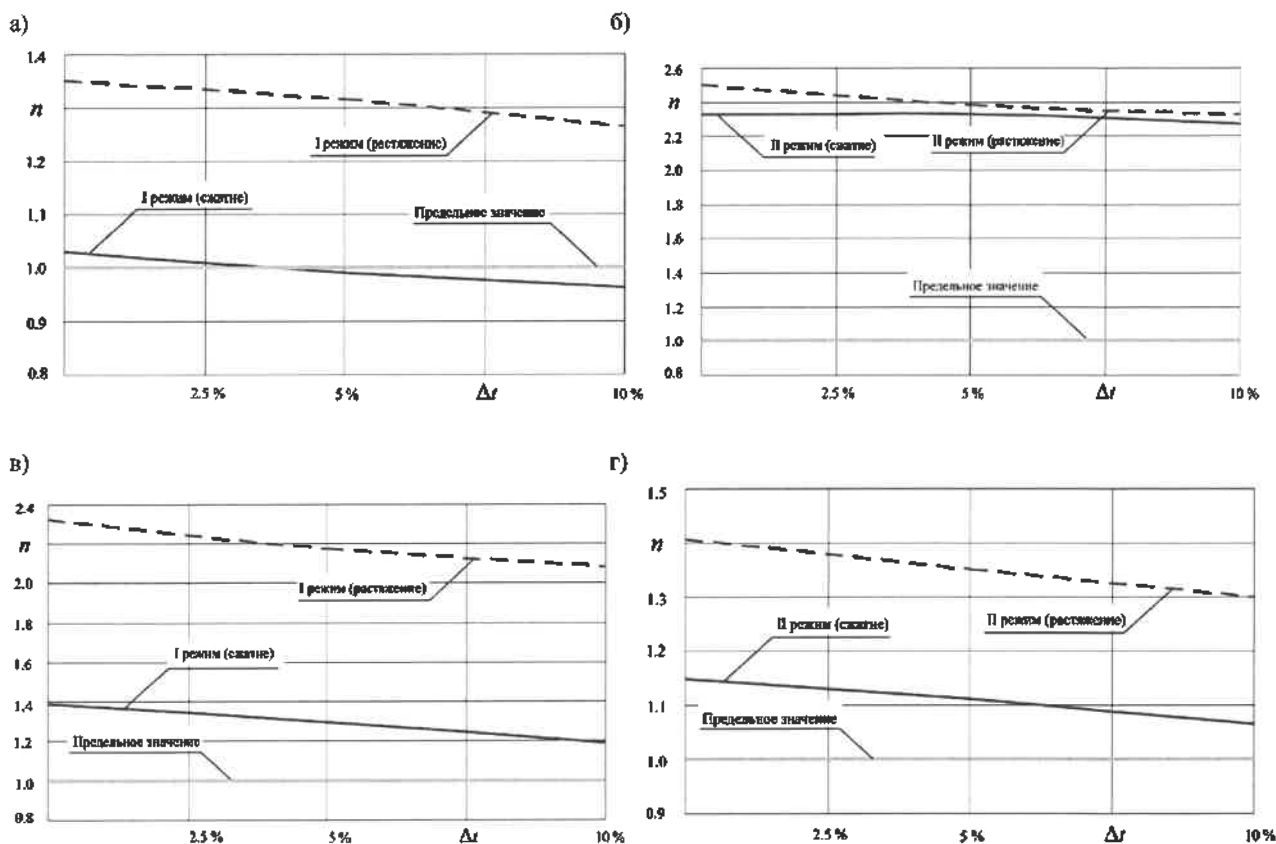 а)
1.4
n
I режим (растяжение)
1.2
I режим (сжатие)
1.1
Предельное значение
1.0
0.9
0.8
2.5 %
5 %
Δt
10 %
б)
2.6
n
II режим (сжатие)
II режим (растяжение)
2.2
2.0
1.8
1.6
1.4
Предельное значение
1.2
1.0
0.8
2.5 %
5 %
Δt
10 %
в)
2.4
n
I режим (растяжение)
2.0
1.8
I режим (сжатие)
1.6
1.4
Предельное значение
1.2
1.0
0.8
2.5 %
5 %
Δt
10 %
г)
1.5
n
1.3
II режим (сжатие)
II режим (растяжение)
1.2
1.1
Предельное значение
1.0
0.9
2.5 %
5 %
Δt
10 %